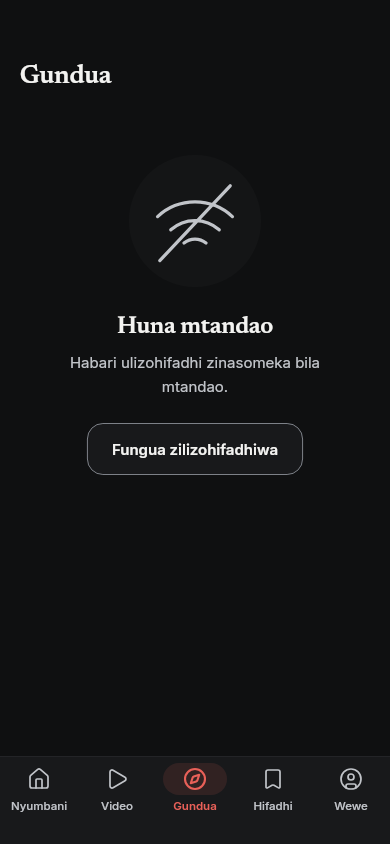 Gundua
Huna mtandao
Habari ulizohifadhi zinasomeka bila
mtandao.
Fungua zilizohifadhiwa
Nyumbani
Video
Gundua
Hifadhi
Wewe